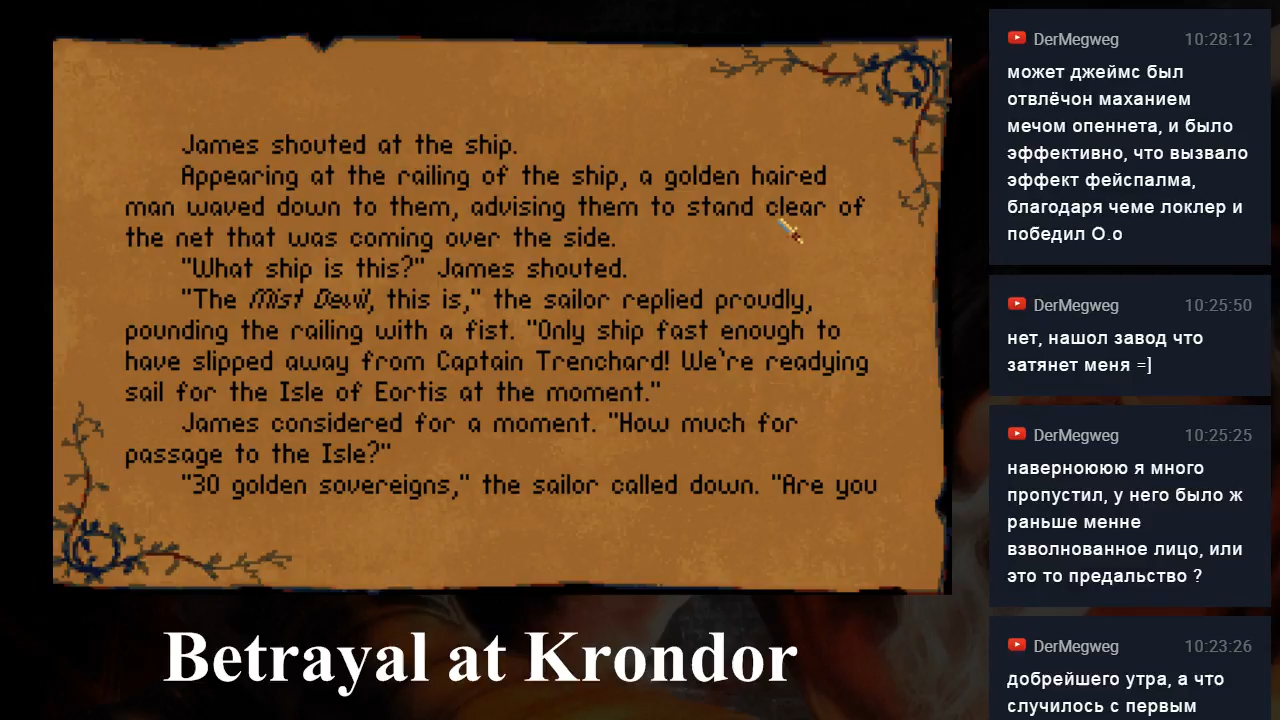 James shouted at the ship.
Appearing at the railing of the ship, a golden haired
man waved down to them, advising them to stand clear of
the net that was coming over the side.
"What ship is this?" James shouted.
"The Mist Devil, this is," the sailor replied proudly,
pounding the railing with a fist. "Only ship fast enough to
have slipped away from Captain Trenchard! We're readying
sail for the Isle of Eortis at the moment."
James considered for a moment. "How much for
passage to the Isle?"
"30 golden sovereigns," the sailor called down. "Are you
Betrayal at Krondor
DerMegweg 10:28:12
может джеймс был
отвлёчон маханием
мечом опеннета, и было
эффективно, что вызвало
эффект фейспалма,
благодаря чеме локлер и
победил О.о
DerMegweg 10:25:50
нет, нашол завод что
затянет меня =]
DerMegweg 10:25:25
наверноююю я много
пропустил, у него было ж
раньше менне
взволнованное лицо, или
это то предальство ?
DerMegweg 10:23:26
добрейшего утра, а что
случилось с первым